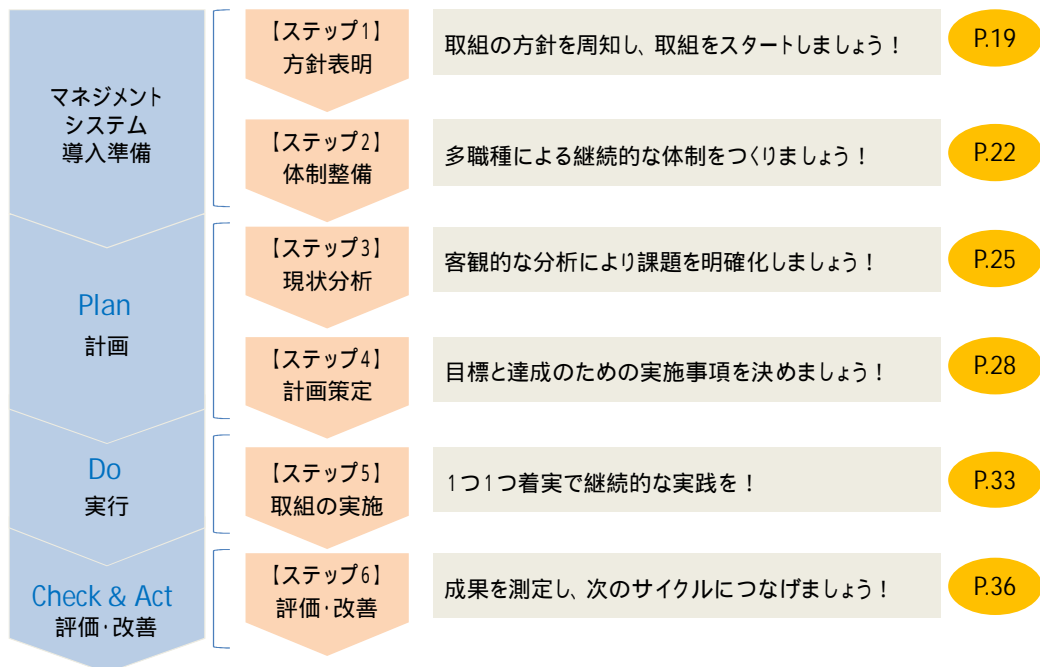 マネジメント
システム
導入準備
【ステップ1】
方針表明
取組の方針を周知し、取組をスタートしましょう！
P.19
【ステップ2】
体制整備
多職種による継続的な体制をつくりましょう！
P.22
Plan
計画
【ステップ3】
現状分析
客観的な分析により課題を明確化しましょう！
P.25
【ステップ4】
計画策定
目標と達成のための実施事項を決めましょう！
P.28
Do
実行
【ステップ5】
取組の実施
1つ1つ着実で継続的な実践を！
P.33
Check & Act
評価・改善
【ステップ6】
評価・改善
成果を測定し、次のサイクルにつなげましょう！
P.36